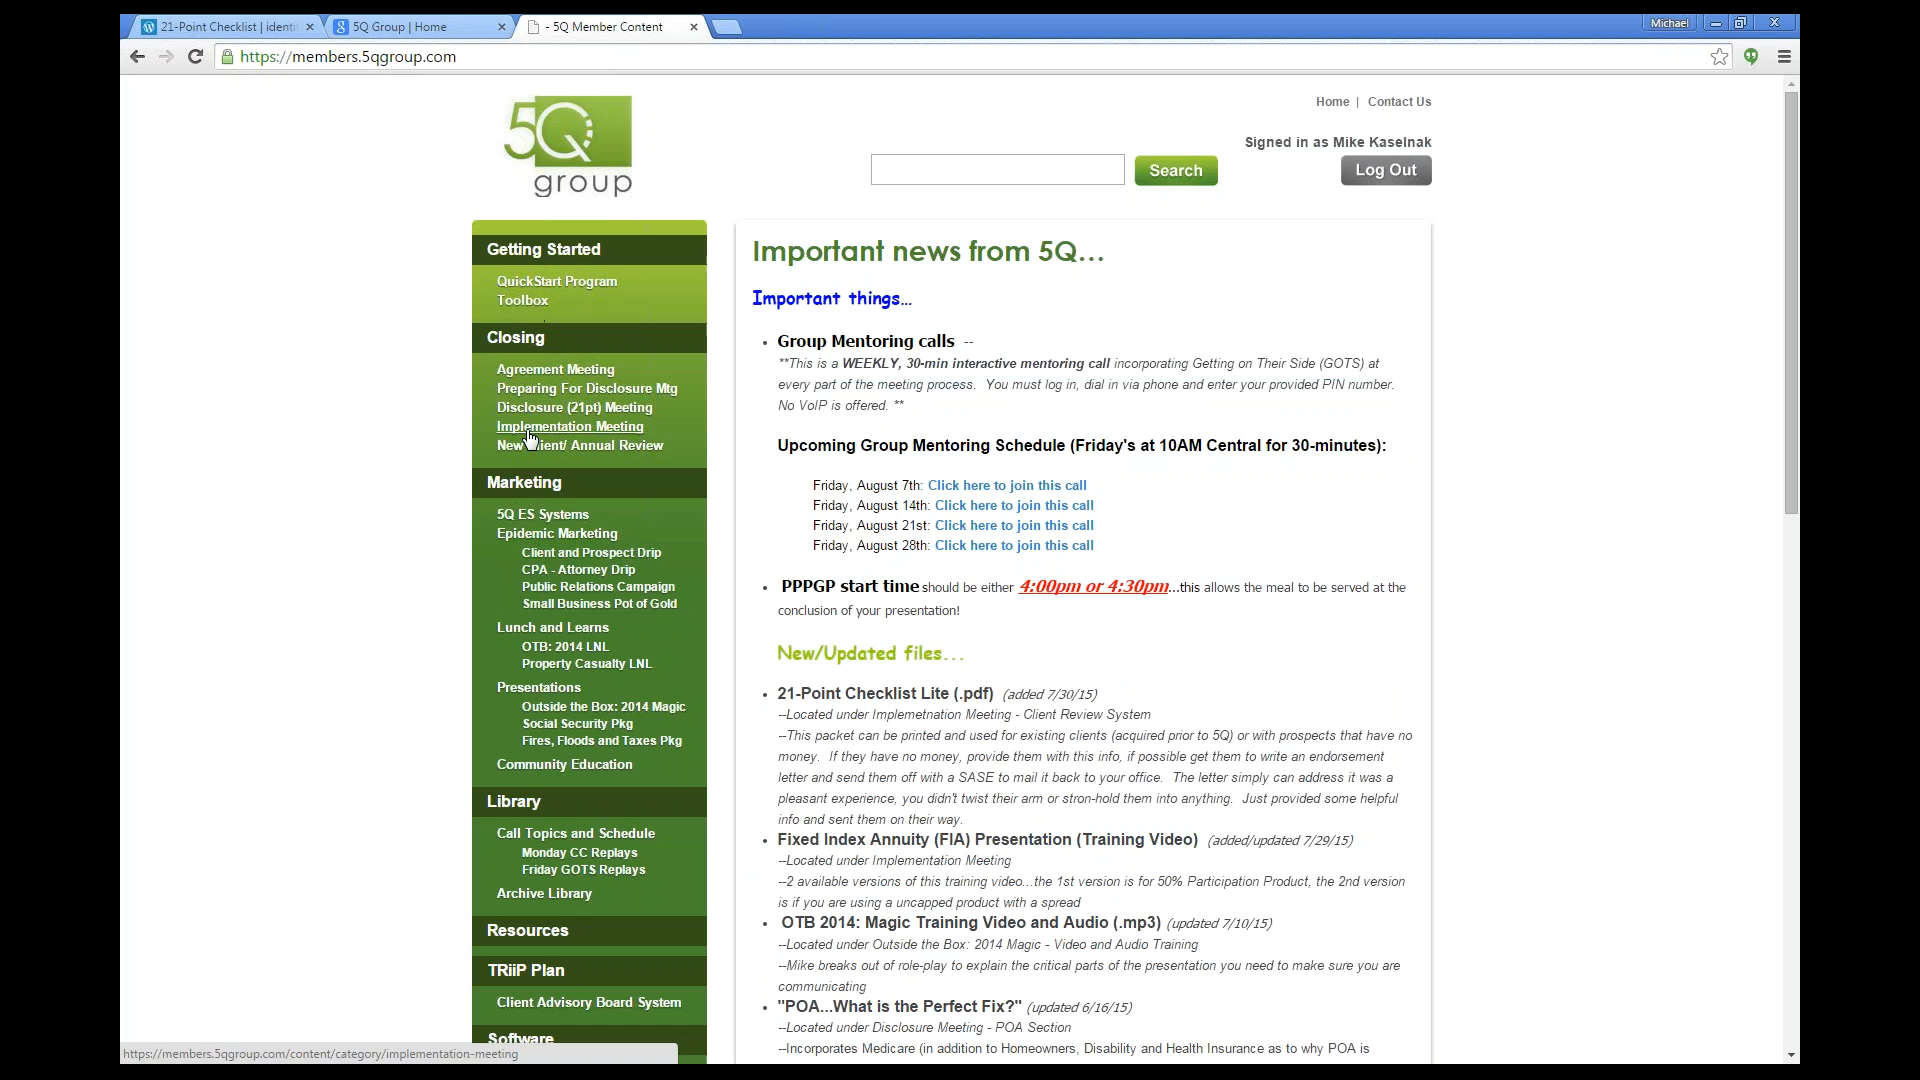 21-Point Checklist | identi
5Q Group | Home
- 5Q Member Content
Michael
https://members.5qgroup.com
5Q
group
Home | Contact Us
Signed in as Mike Kaselnak
Search
Log Out
Getting Started
QuickStart Program
Toolbox
Closing
Agreement Meeting
Preparing For Disclosure Mtg
Disclosure (21pt) Meeting
Implementation Meeting
New ient/ Annual Review
Marketing
5Q ES Systems
Epidemic Marketing
Client and Prospect Drip
CPA - Attorney Drip
Public Relations Campaign
Small Business Pot of Gold
Lunch and Learns
OTB: 2014 LNL
Property Casualty LNL
Presentations
Outside the Box: 2014 Magic
Social Security Pkg
Fires, Floods and Taxes Pkg
Community Education
Library
Call Topics and Schedule
Monday CC Replays
Friday GOTS Replays
Archive Library
Resources
TRiiP Plan
Client Advisory Board System
Software
Important news from 5Q...
Important things...
Group Mentoring calls --
**This is a WEEKLY, 30-min interactive mentoring call incorporating Getting on Their Side (GOTS) at
every part of the meeting process. You must log in, dial in via phone and enter your provided PIN number.
No VoIP is offered. **
Upcoming Group Mentoring Schedule (Friday's at 10AM Central for 30-minutes):
Friday, August 7th: Click here to join this call
Friday, August 14th: Click here to join this call
Friday, August 21st: Click here to join this call
Friday, August 28th: Click here to join this call
PPPGP start time should be either 4:00pm or 4:30pm...this allows the meal to be served at the
conclusion of your presentation!
New/Updated files...
21-Point Checklist Lite (.pdf) (added 7/30/15)
--Located under Implemetnation Meeting - Client Review System
--This packet can be printed and used for existing clients (acquired prior to 5Q) or with prospects that have no
money. If they have no money, provide them with this info, if possible get them to write an endorsement
letter and send them off with a SASE to mail it back to your office. The letter simply can address it was a
pleasant experience, you didn't twist their arm or stron-hold them into anything. Just provided some helpful
info and sent them on their way.
Fixed Index Annuity (FIA) Presentation (Training Video) (added/updated 7/29/15)
--Located under Implementation Meeting
--2 available versions of this training video...the 1st version is for 50% Participation Product, the 2nd version
is if you are using a uncapped product with a spread
OTB 2014: Magic Training Video and Audio (.mp3) (updated 7/10/15)
--Located under Outside the Box: 2014 Magic - Video and Audio Training
--Mike breaks out of role-play to explain the critical parts of the presentation you need to make sure you are
communicating
"POA...What is the Perfect Fix?" (updated 6/16/15)
--Located under Disclosure Meeting - POA Section
--Incorporates Medicare (in addition to Homeowners, Disability and Health Insurance as to why POA is
https://members.5qgroup.com/content/category/implementation-meeting